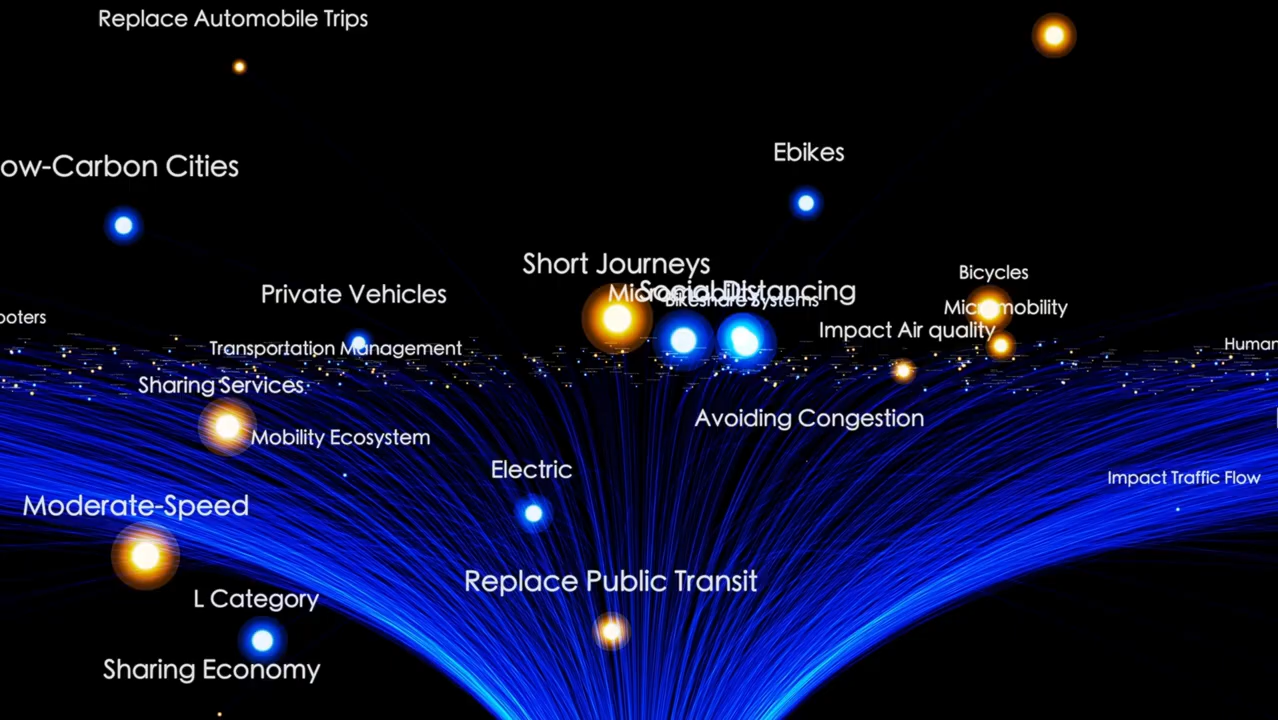 Replace Automobile Trips
ow-Carbon Cities
Ebikes
Short Journeys
Bicycles
Private Vehicles
Micromobility
Social Distancing
Bikeshare Systems
Micromobility
ooters
Impact Air quality
Transportation Management
Human
Sharing Services
Avoiding Congestion
Mobility Ecosystem
Electric
Impact Traffic Flow
Moderate-Speed
Replace Public Transit
L Category
Sharing Economy